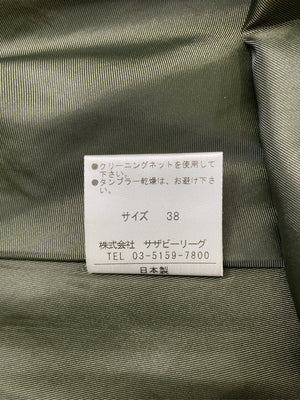 ●クリーニングネットを使用して
下さい。
●タンブラー乾燥は、お避け下さ
い。
サイズ 38
株式会社 サザビーリーグ
TEL 03-5159-7800
日本製